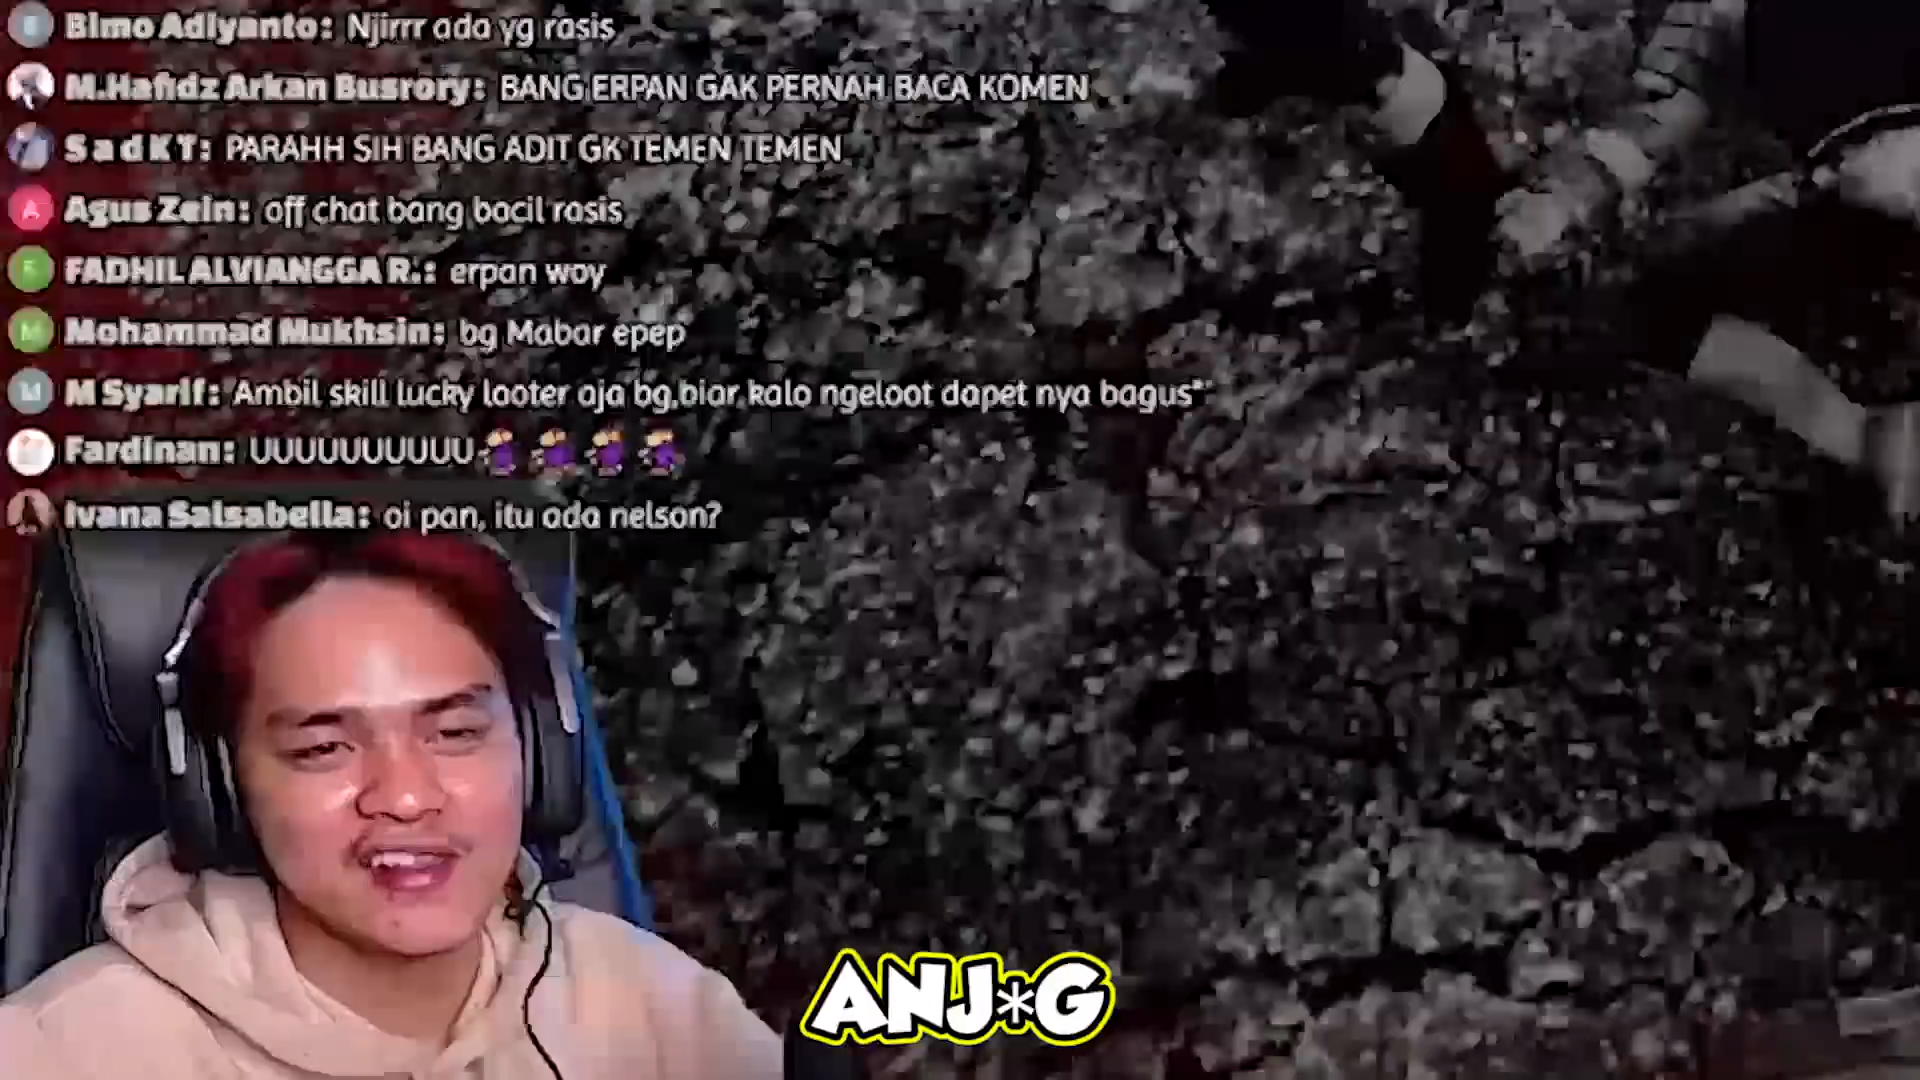 Bimo Adiyanto: Njirrr ada yg rasis
M.Hafidz Arkan Busrory: BANG ERPAN GAK PERNAH BACA KOMEN
S a d K T: PARAHH SIH BANG ADIT GK TEMEN TEMEN
A
Agus Zein: off chat bang bocil rasis
FADHIL ALVIANGGA R.: erpan woy
M
Mohammad Mukhsin: bg Mabar epep
M
M Syarif: Ambil skill lucky looter aja bg,biar kalo ngeloot dapet nya bagus"
Fardinan: UUUUUUUUUUU
Ivana Salsabella: oi pan, itu ada nelson?
ANJ*G